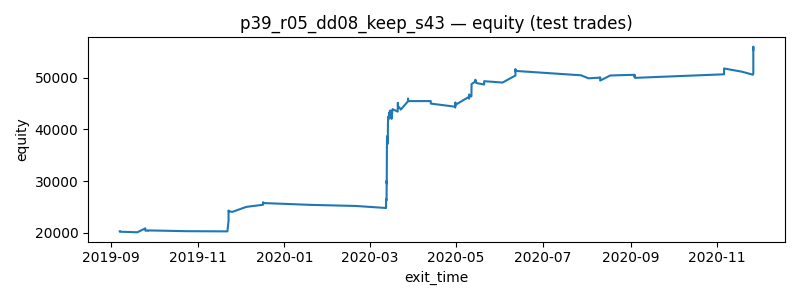 p39_r05_dd08_keep_s43 — equity (test trades)
equity
50000
40000
30000
20000
2019-09 2019-11 2020-01 2020-03 2020-05 2020-07 2020-09 2020-11
exit_time